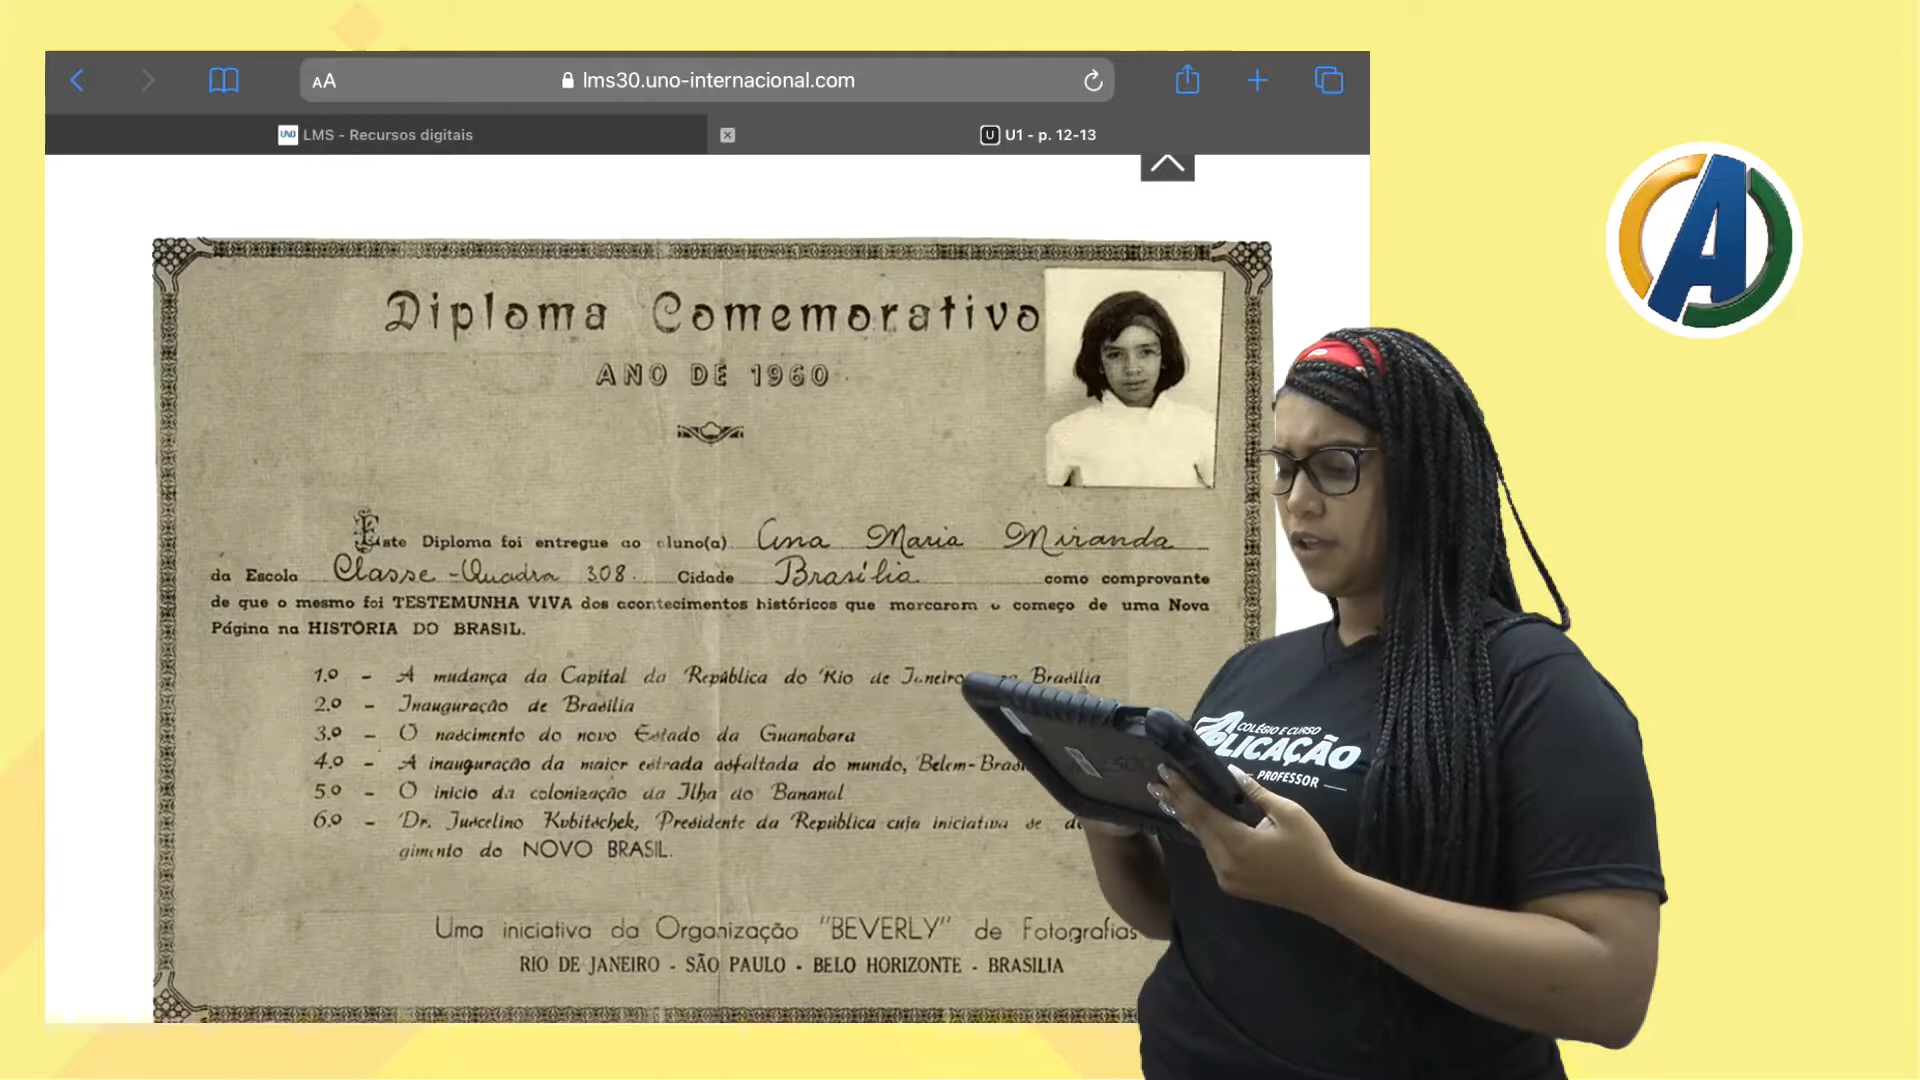 AA lms30.uno-internacional.com
UNO LMS - Recursos digitais
U U1 - p. 12-13
Diploma Comemorativo
ANO DE 1960
Este Diploma foi entregue ao aluno(a) Ana Maria Miranda
da Escola Classe - Quadra 308. Cidade Brasília como comprovante
de que o mesmo foi TESTEMUNHA VIVA dos acontecimentos históricos que marcaram o começo de uma Nova
Página na HISTORIA DO BRASIL.
1.º - A mudança da Capital da República do Rio de Janeiro Brasília
2.º - Inauguração de Brasília
3.º - O nascimento do novo Estado da Guanabara
4.º - A inauguração da maior estrada asfaltada do mundo, Belem-Brasí
5.º - O inicio da colonização da Ilha do Bananal
6.º - Dr. Juscelino Kubitschek, Presidente da República cuja iniciativa se de
gimento do NOVO BRASIL.
Uma iniciativa da Organização "BEVERLY" de Fotografias
RIO DE JANEIRO - SÃO PAULO - BELO HORIZONTE - BRASILIA
A
COLÉGIO E CURSO
APLICAÇÃO
PROFESSOR